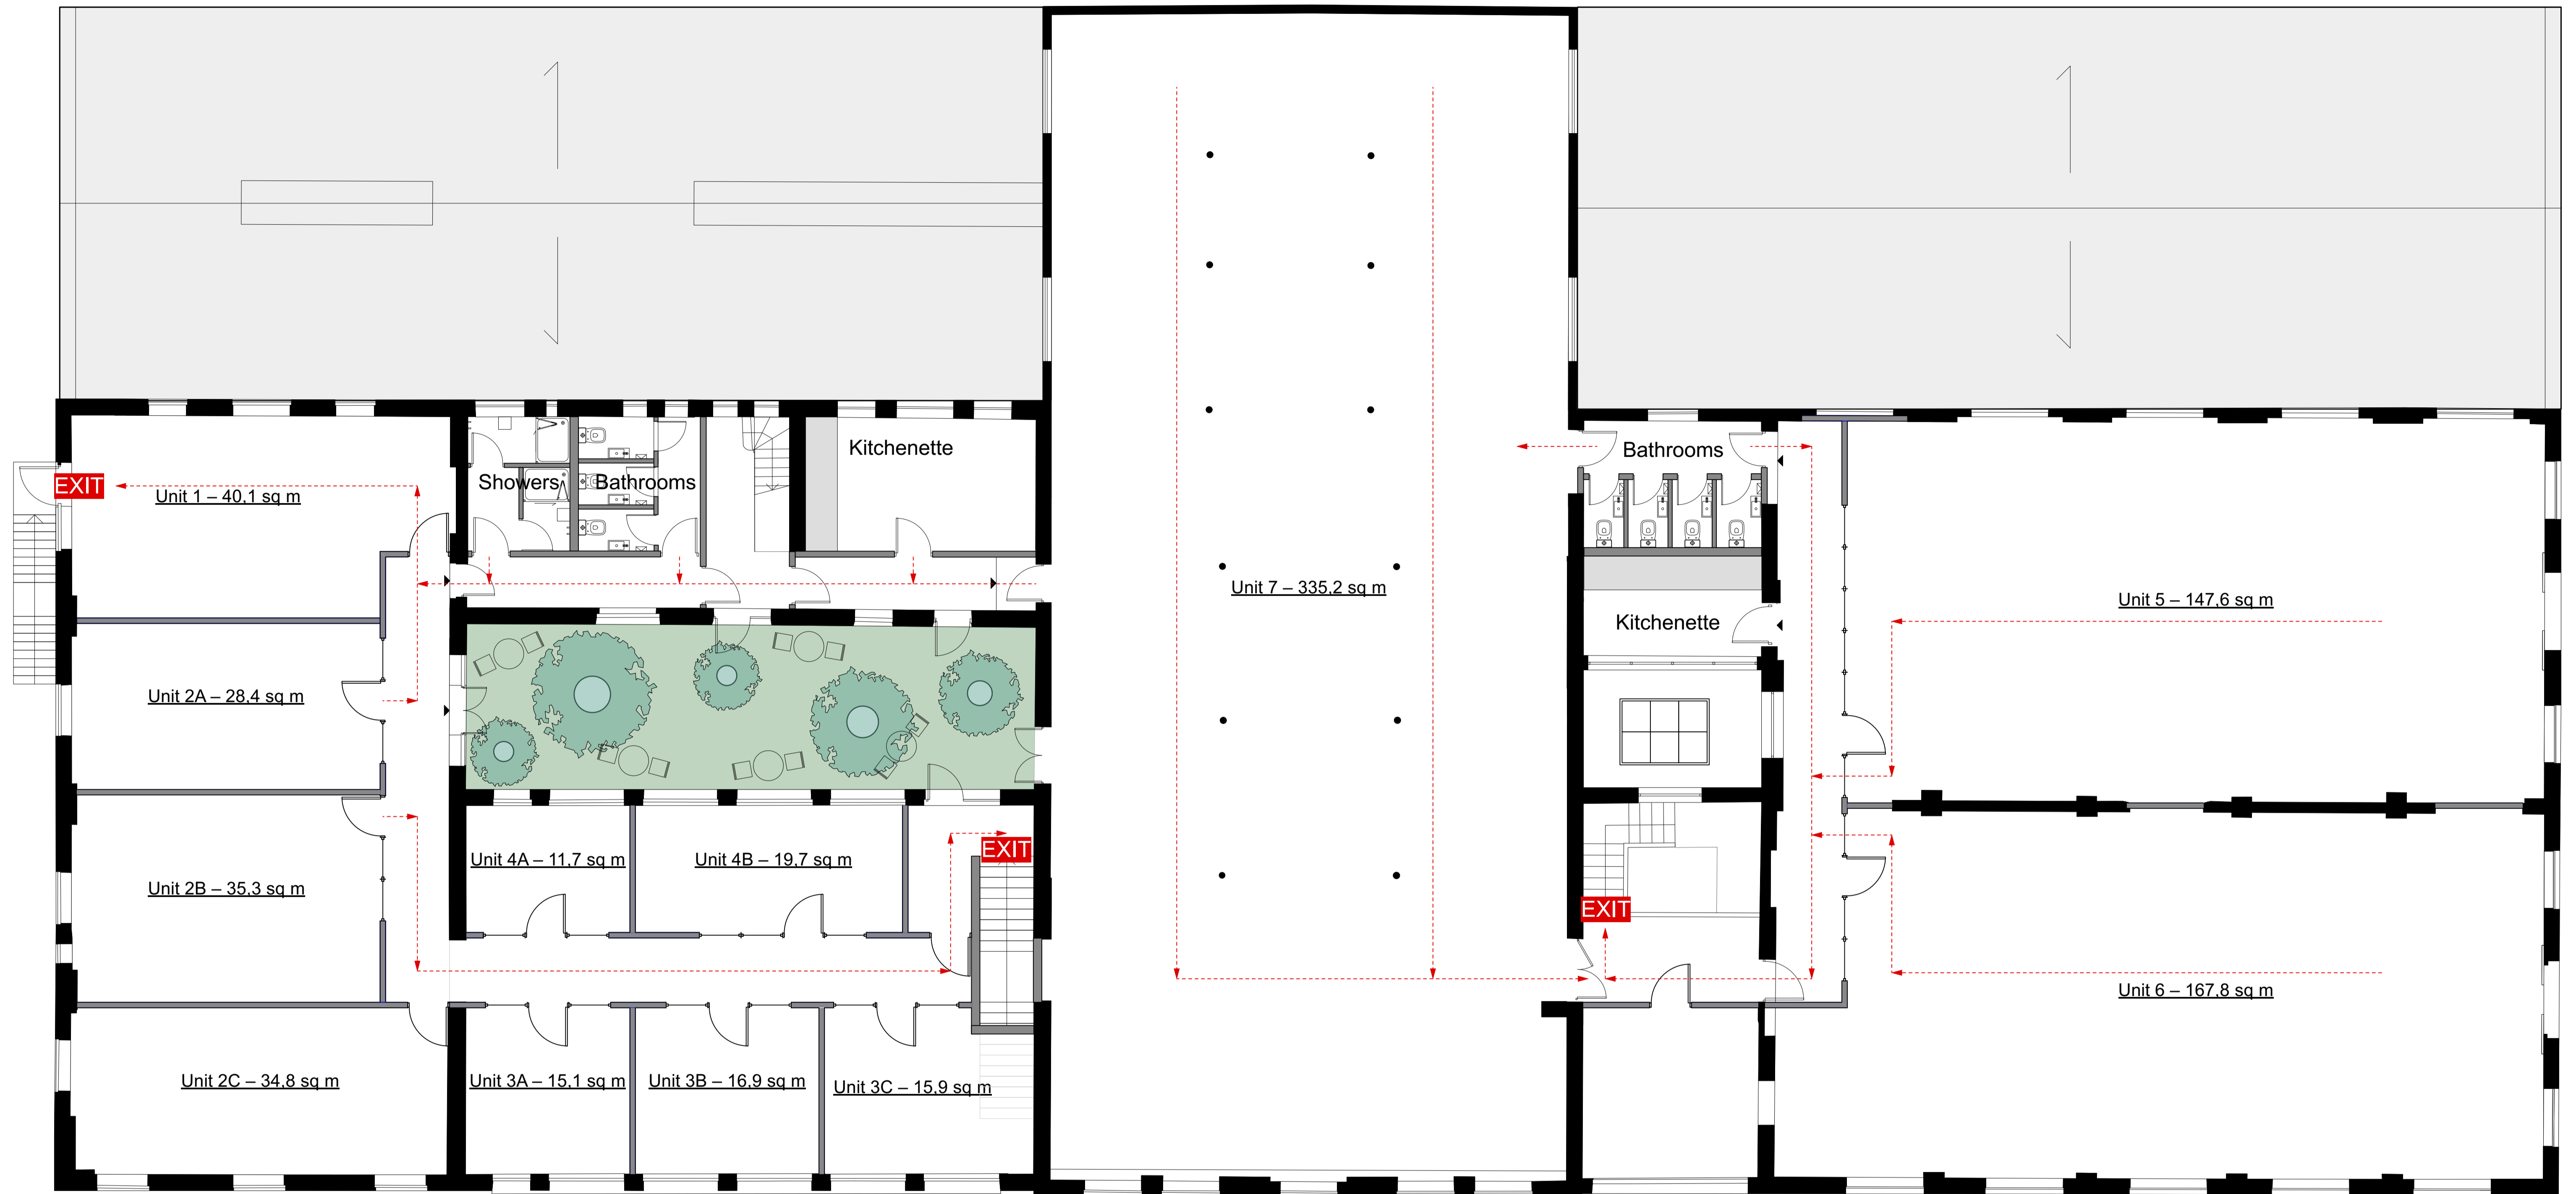 Kitchenette
Bathrooms
EXIT
Unit 1 – 40,1 sq m
Showers
Bathrooms
Unit 7 – 335,2 sq m
Kitchenette
Unit 5 – 147,6 sq m
Unit 2A – 28,4 sq m
EXIT
Unit 4A – 11,7 sq m
Unit 4B – 19,7 sq m
Unit 2B – 35,3 sq m
EXIT
Unit 6 – 167,8 sq m
Unit 2C – 34,8 sq m
Unit 3A – 15,1 sq m
Unit 3B – 16,9 sq m
Unit 3C – 15,9 sq m